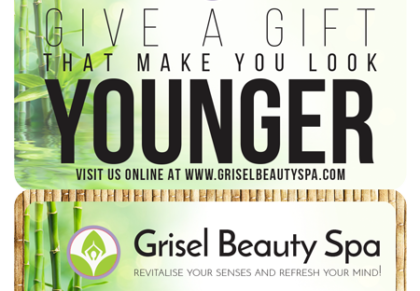 GIVE A GIFT
THAT MAKE YOU LOOK
YOUNGER
VISIT US ONLINE AT WWW.GRISELBEAUTYSPA.COM
Grisel Beauty Spa
REVITALISE YOUR SENSES AND REFRESH YOUR MIND!